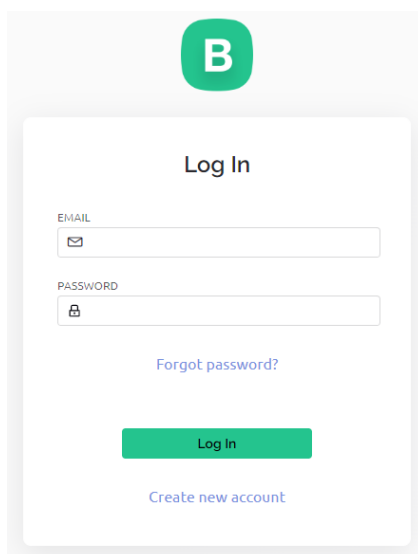 B
Log In
EMAIL
PASSWORD
Forgot password?
Log In
Create new account